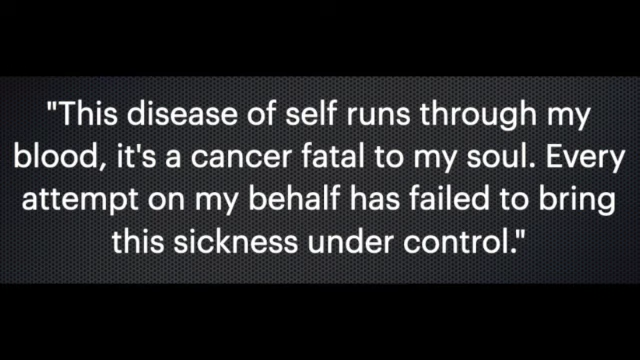 "This disease of self runs through my
blood, it's a cancer fatal to my soul. Every
attempt on my behalf has failed to bring
this sickness under control."